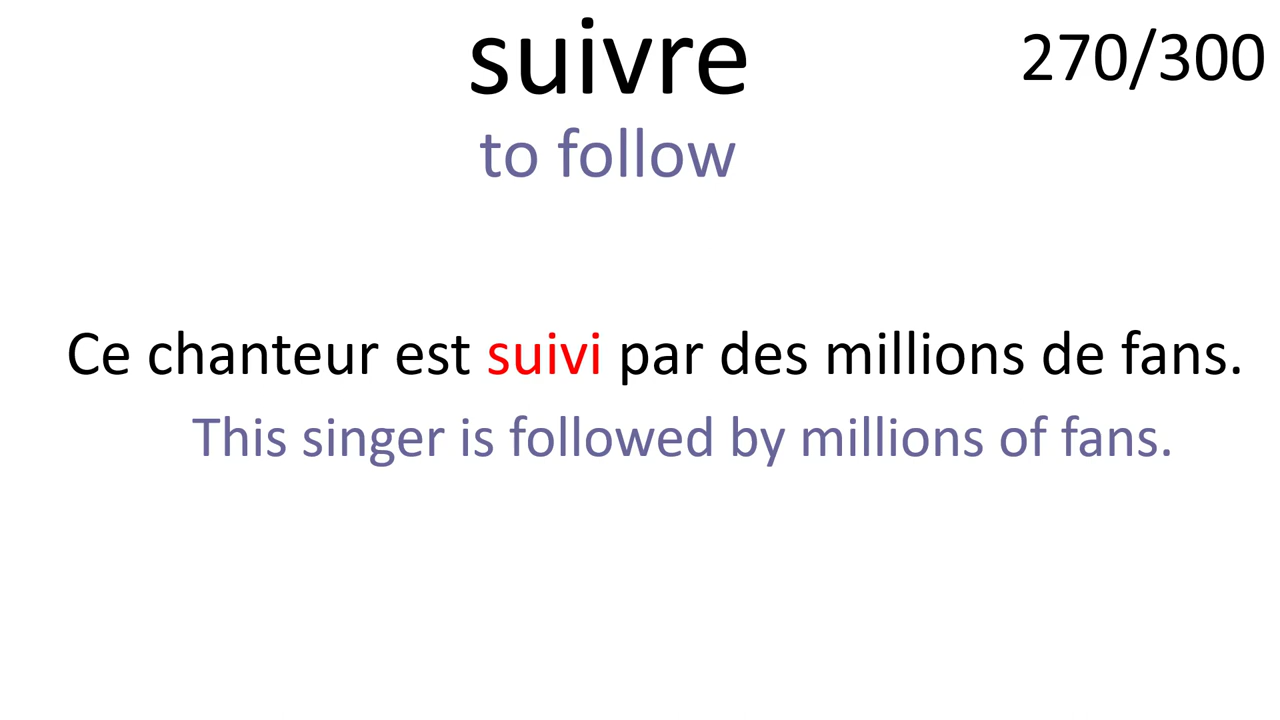 suivre
270/300
to follow
Ce chanteur est suivi par des millions de fans.
This singer is followed by millions of fans.